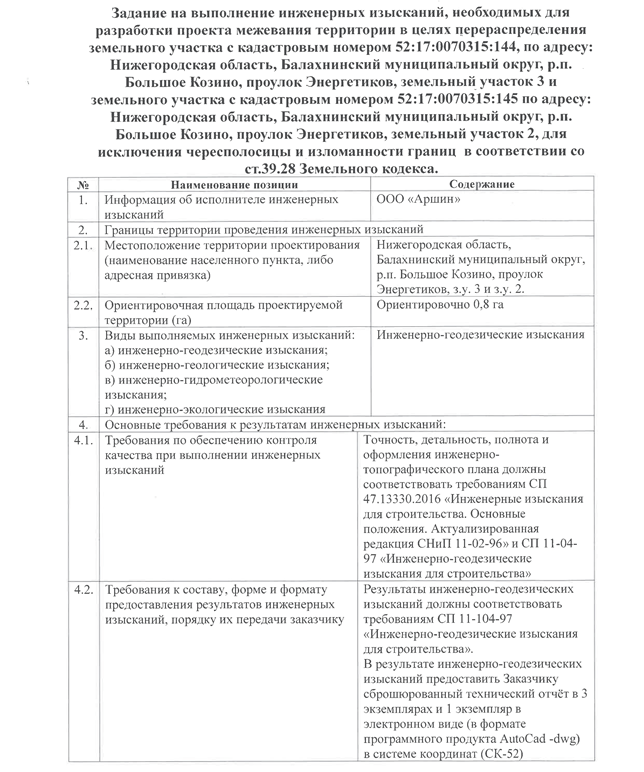 Задание на выполнение инженерных изысканий, необходимых для
разработки проекта межевания территории в целях перераспределения
земельного участка с кадастровым номером 52:17:0070315:144, по адресу:
Нижегородская область, Балахнинский муниципальный округ, р.п.
Большое Козино, проулок Энергетиков, земельный участок 3 и
земельного участка с кадастровым номером 52:17:0070315:145 по адресу:
Нижегородская область, Балахнинский муниципальный округ, р.п.
Большое Козино, проулок Энергетиков, земельный участок 2, для
исключения чересполосицы и изломанности границ в соответствии со
ст.39.28 Земельного кодекса.
№ Наименование позиции Содержание
1. Информация об исполнителе инженерных
изысканий
ООО «Аршин»
2. Границы территории проведения инженерных изысканий
2.1. Местоположение территории проектирования
(наименование населенного пункта, либо
адресная привязка)
Нижегородская область,
Балахнинский муниципальный округ,
р.п. Большое Козино, проулок
Энергетиков, з.у. 3 и з.у. 2.
2.2. Ориентировочная площадь проектируемой
территории (га)
Ориентировочно 0,8 га
3. Виды выполняемых инженерных изысканий:
а) инженерно-геодезические изыскания;
б) инженерно-геологические изыскания;
в) инженерно-гидрометеорологические
изыскания;
г) инженерно-экологические изыскания
Инженерно-геодезические изыскания
4. Основные требования к результатам инженерных изысканий:
4.1. Требования по обеспечению контроля
качества при выполнении инженерных
изысканий
Точность, детальность, полнота и
оформления инженерно-
топографического плана должны
соответствовать требованиям СП
47.13330.2016 «Инженерные изыскания
для строительства. Основные
положения. Актуализированная
редакция СНиП 11-02-96» и СП 11-04-
97 «Инженерно-геодезические
изыскания для строительства»
4.2. Требования к составу, форме и формату
предоставления результатов инженерных
изысканий, порядку их передачи заказчику
Результаты инженерно-геодезических
изысканий должны соответствовать
требованиям СП 11-104-97
«Инженерно-геодезические изыскания
для строительства».
В результате инженерно-геодезических
изысканий предоставить Заказчику
сброшюрованный технический отчёт в 3
экземплярах и 1 экземпляр в
электронном виде (в формате
программного продукта AutoCad -dwg)
в системе координат (СК-52)